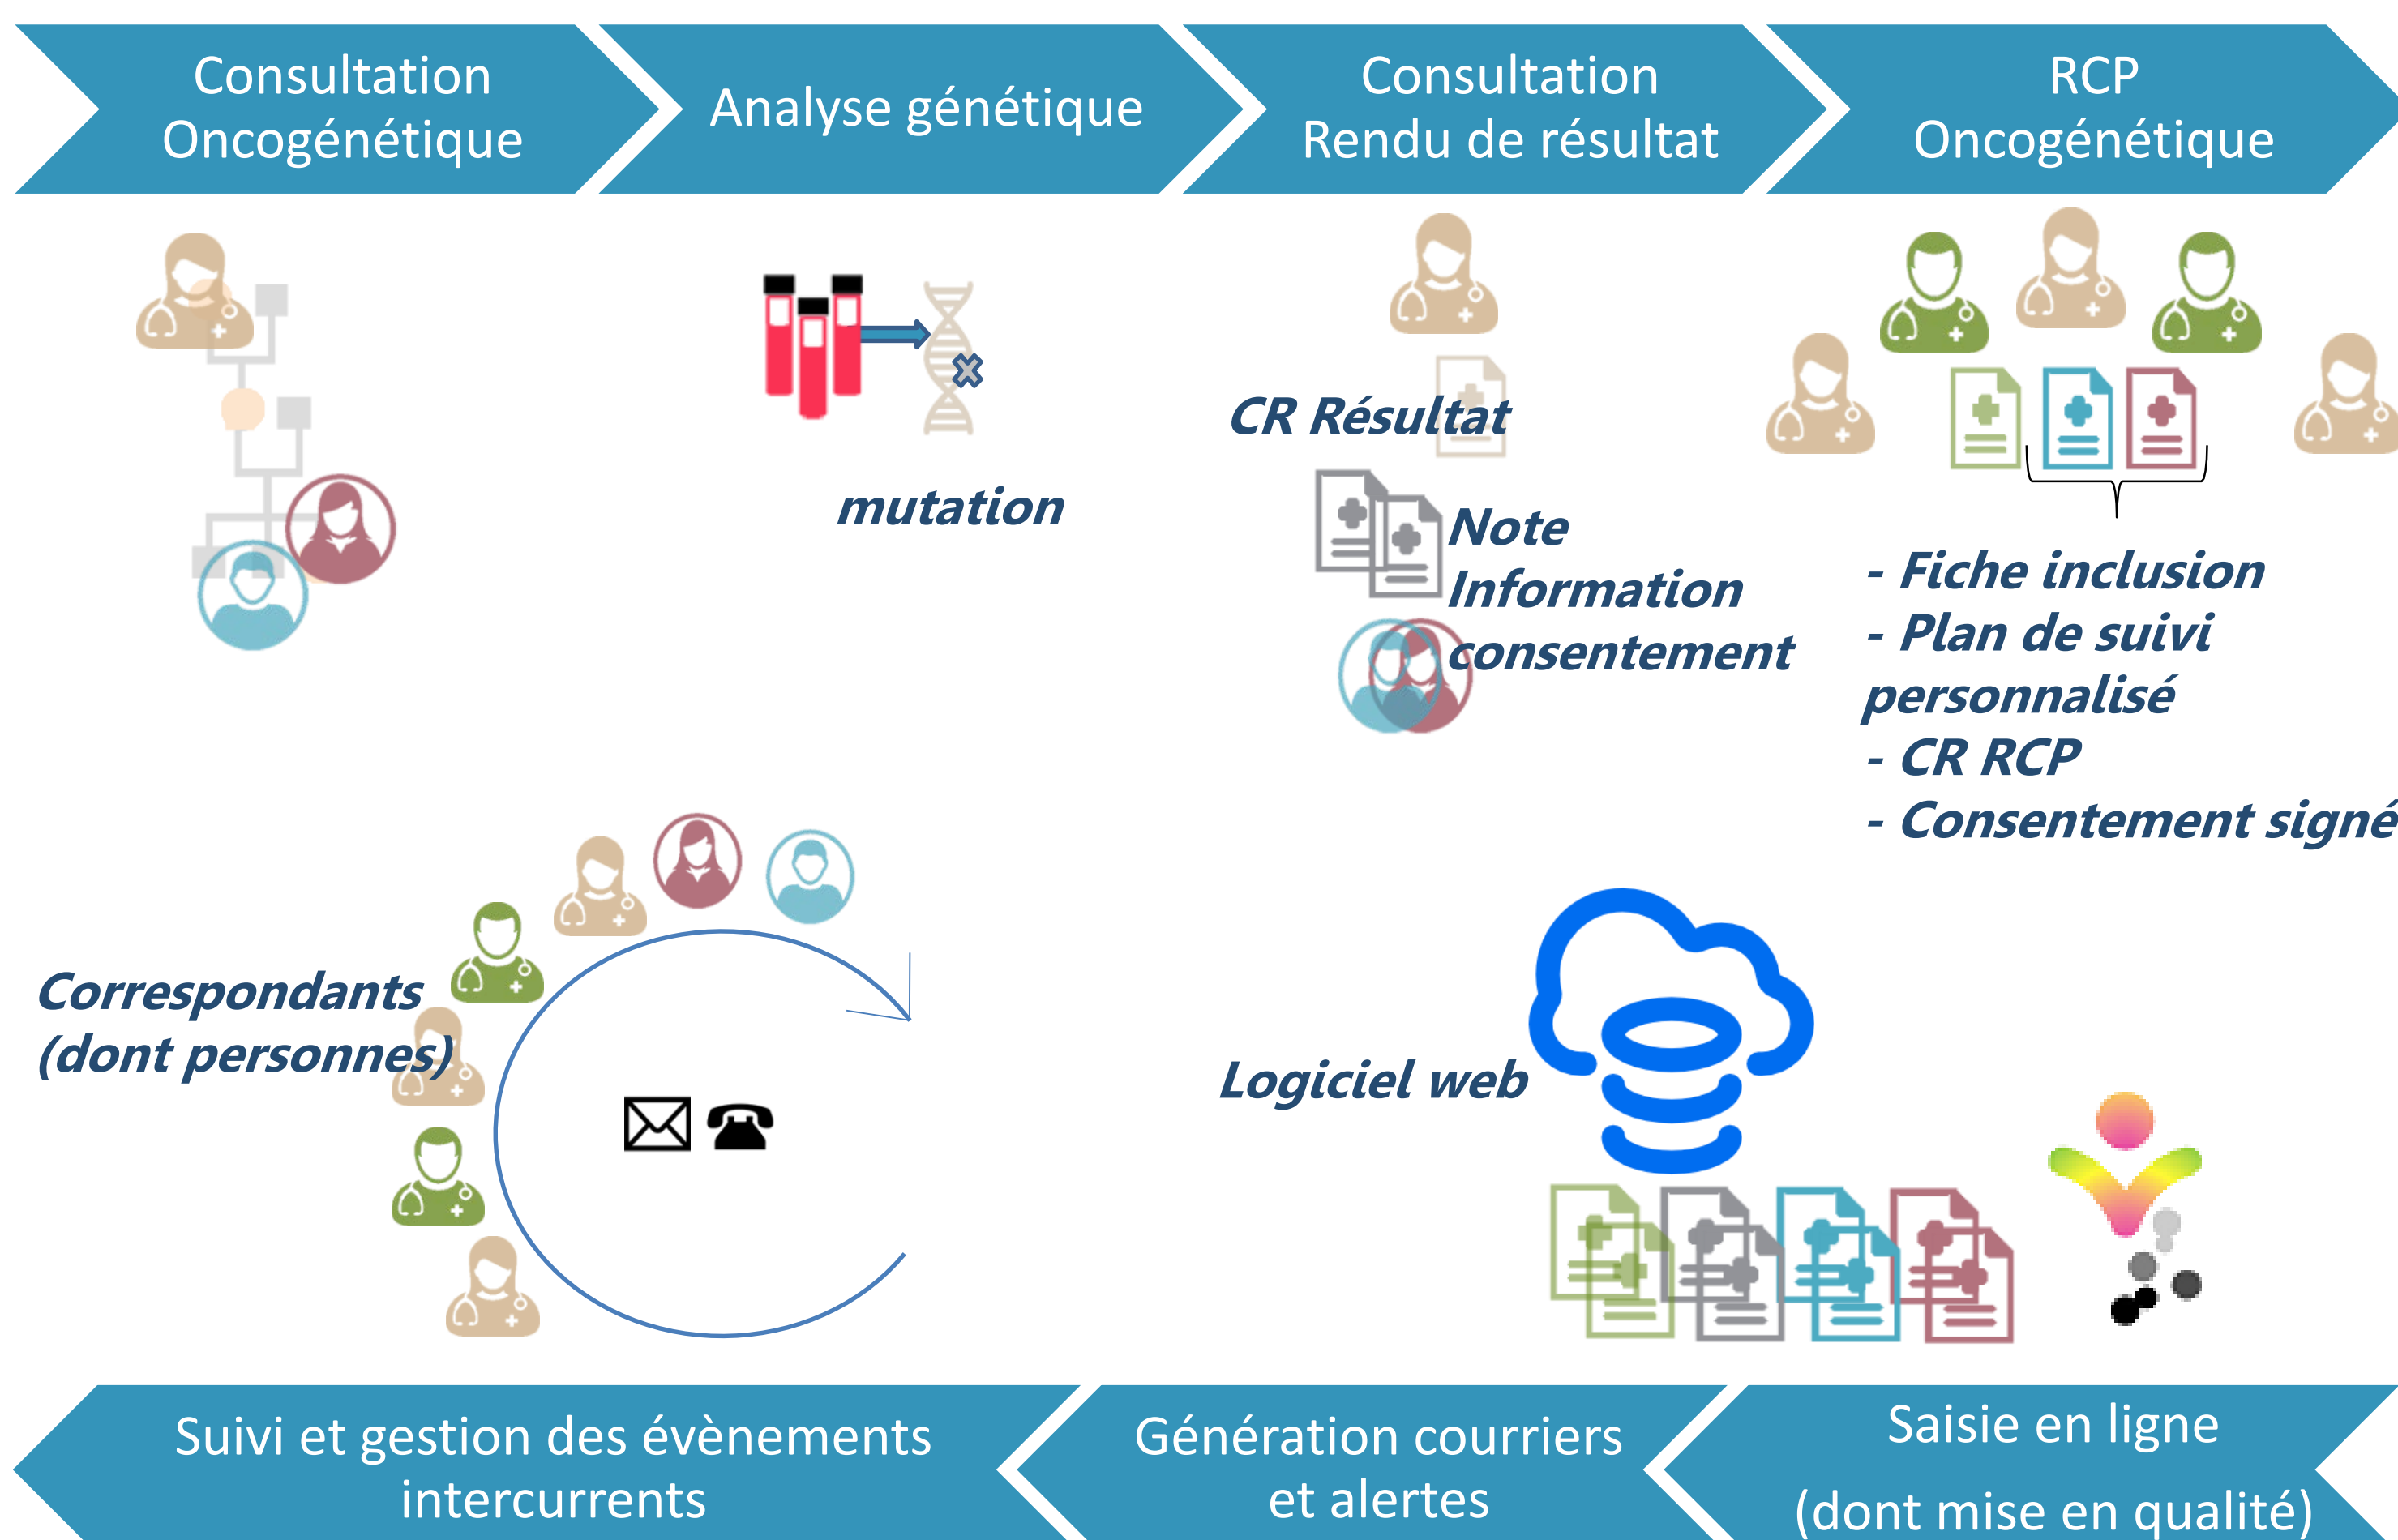 Consultation
Oncogénétique
Analyse génétique
Consultation
Rendu de résultat
RCP
Oncogénétique
mutation
CR Résultat
Note
Information
consentement
- Fiche inclusion
- Plan de suivi
personnalisé
- CR RCP
- Consentement signé
Correspondants
(dont personnes)
Logiciel web
Suivi et gestion des évènements
intercurrents
Génération courriers
et alertes
Saisie en ligne
(dont mise en qualité)